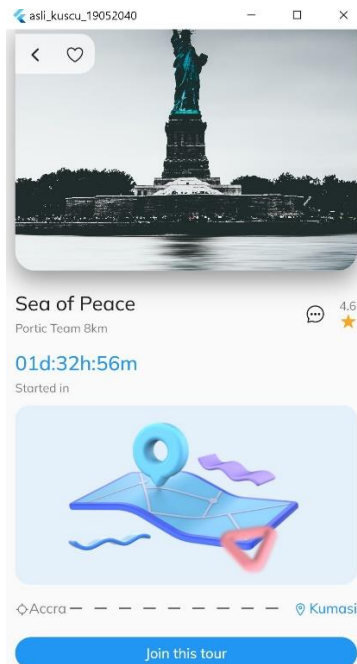 asli_kuscu_19052040
Sea of Peace
4.6
Portic Team 8km
01d:32h:56m
Started in
Accra
Kumasi
Join this tour